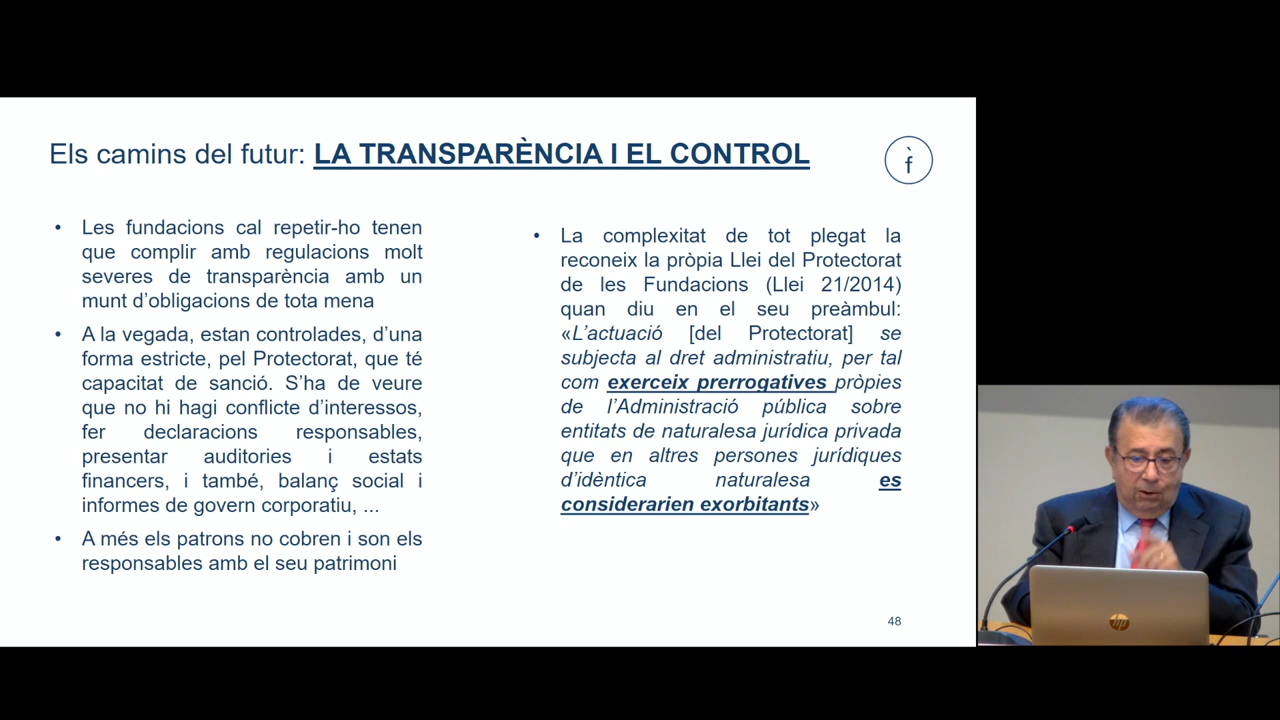 Els camins del futur: LA TRANSPARÈNCIA I EL CONTROL
f̀
• Les fundacions cal repetir-ho tenen
que complir amb regulacions molt
severes de transparència amb un
munt d’obligacions de tota mena
• A la vegada, estan controlades, d’una
forma estricte, pel Protectorat, que té
capacitat de sanció. S’ha de veure
que no hi hagi conflicte d’interessos,
fer declaracions responsables,
presentar auditories i estats
financers, i també, balanç social i
informes de govern corporatiu, ...
• A més els patrons no cobren i son els
responsables amb el seu patrimoni
• La complexitat de tot plegat la
reconeix la pròpia Llei del Protectorat
de les Fundacions (Llei 21/2014)
quan diu en el seu preàmbul:
«L’actuació [del Protectorat] se
subjecta al dret administratiu, per tal
com exerceix prerrogatives pròpies
de l’Administració pública sobre
entitats de naturalesa jurídica privada
que en altres persones jurídiques
d’idèntica naturalesa es
considerarien exorbitants»
48
hp